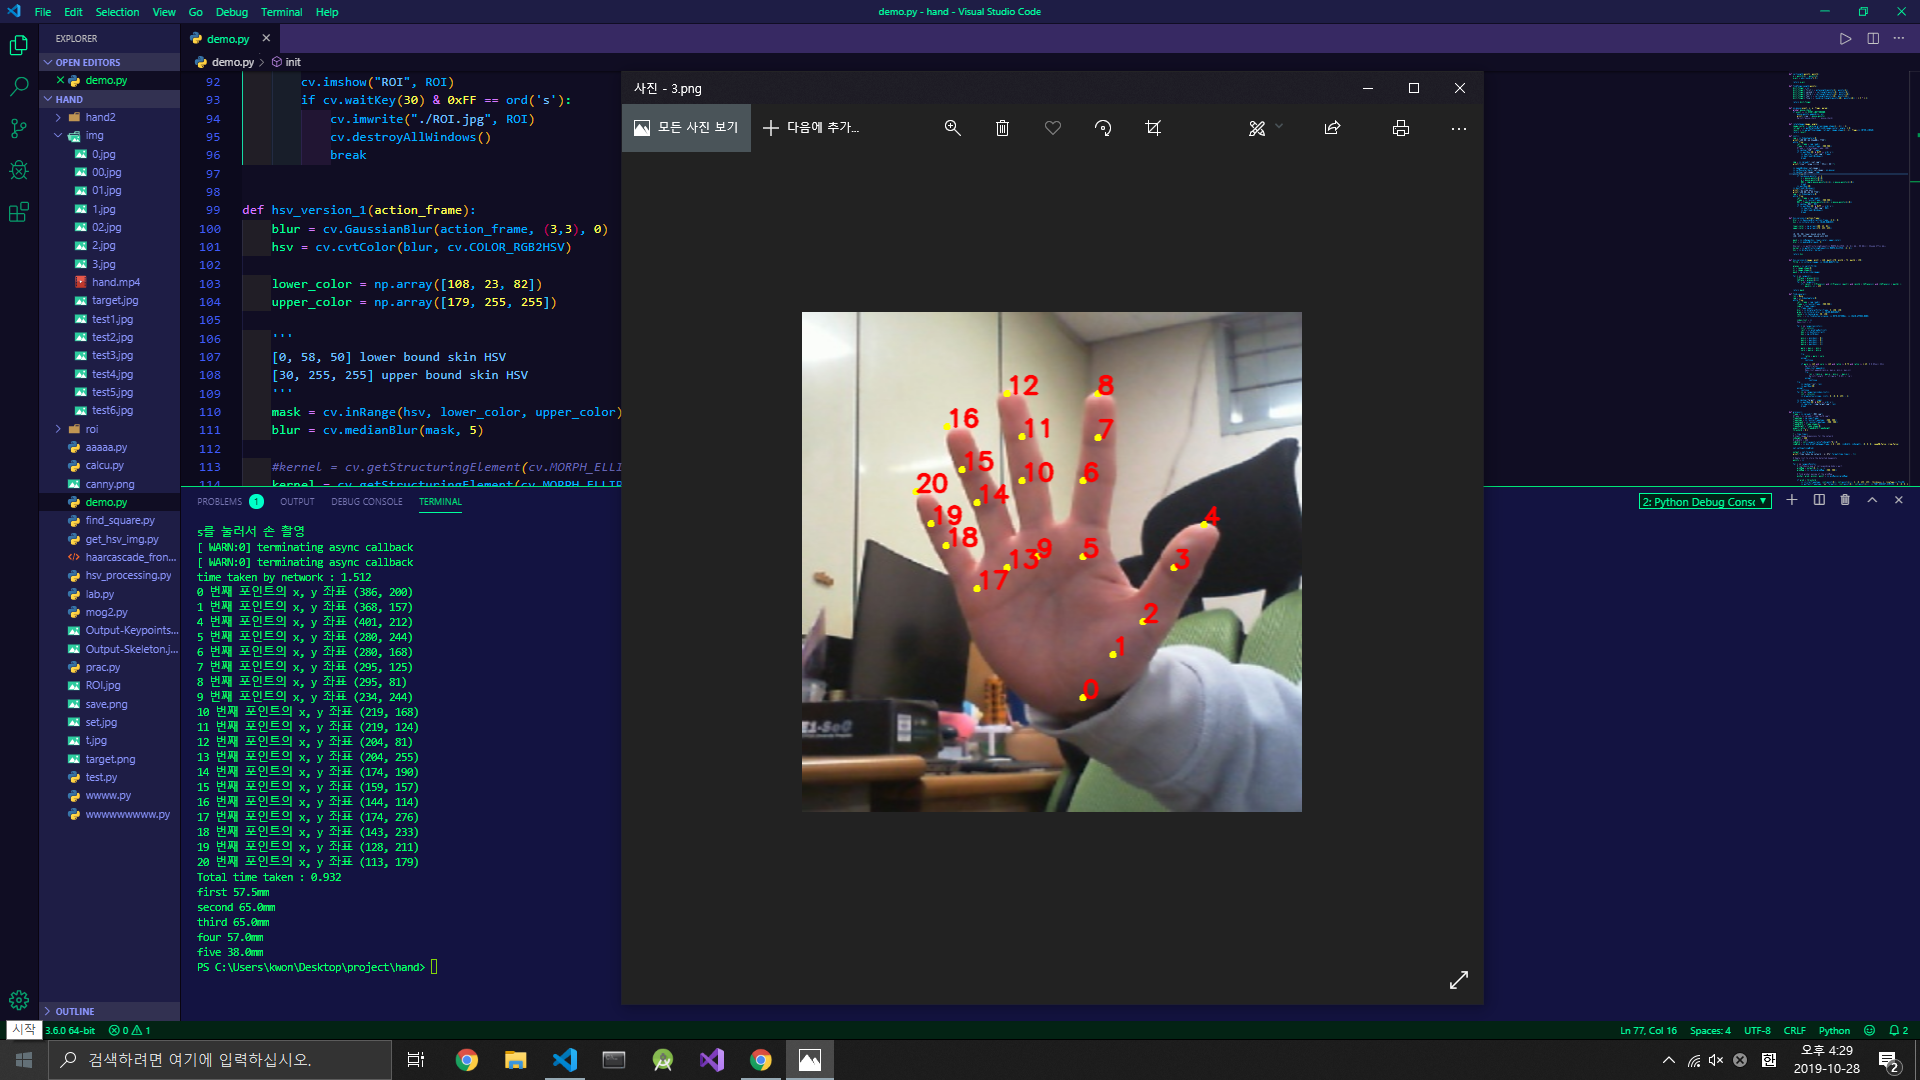 File Edit Selection View Go Debug Terminal Help
demo.py - hand - Visual Studio Code
EXPLORER
OPEN EDITORS
demo.py
HAND
hand2
img
0.jpg
00.jpg
01.jpg
1.jpg
02.jpg
2.jpg
3.jpg
hand.mp4
target.jpg
test1.jpg
test2.jpg
test3.jpg
test4.jpg
test5.jpg
test6.jpg
roi
aaaaa.py
calcu.py
canny.png
demo.py
find_square.py
get_hsv_img.py
haarcascade_fron...
hsv_processing.py
lab.py
mog2.py
Output-Keypoints...
Output-Skeleton.j...
prac.py
ROI.jpg
save.png
set.jpg
t.jpg
target.png
test.py
wwww.py
wwwwwwwww.py
OUTLINE
demo.py
demo.py > init
92 cv.imshow("ROI", ROI)
93 if cv.waitKey(30) & 0xFF == ord('s'):
94 cv.imwrite("./ROI.jpg", ROI)
95 cv.destroyAllWindows()
96 break
97
98
99 def hsv_version_1(action_frame):
100 blur = cv.GaussianBlur(action_frame, (3,3), 0)
101 hsv = cv.cvtColor(blur, cv.COLOR_RGB2HSV)
102
103 lower_color = np.array([108, 23, 82])
104 upper_color = np.array([179, 255, 255])
105
106 '''
107 [0, 58, 50] lower bound skin HSV
108 [30, 255, 255] upper bound skin HSV
109 '''
110 mask = cv.inRange(hsv, lower_color, upper_color)
111 blur = cv.medianBlur(mask, 5)
112
113 #kernel = cv.getStructuringElement(cv.MORPH_ELLI
114 kernel = cv.getStructuringElement(cv.MORPH_ELLIP
PROBLEMS 1 OUTPUT DEBUG CONSOLE TERMINAL
2: Python Debug Consc
s를 눌러서 손 촬영
[ WARN:0] terminating async callback
[ WARN:0] terminating async callback
time taken by network : 1.512
0 번째 포인트의 x, y 좌표 (386, 200)
1 번째 포인트의 x, y 좌표 (368, 157)
4 번째 포인트의 x, y 좌표 (401, 212)
5 번째 포인트의 x, y 좌표 (280, 244)
6 번째 포인트의 x, y 좌표 (280, 168)
7 번째 포인트의 x, y 좌표 (295, 125)
8 번째 포인트의 x, y 좌표 (295, 81)
9 번째 포인트의 x, y 좌표 (234, 244)
10 번째 포인트의 x, y 좌표 (219, 168)
11 번째 포인트의 x, y 좌표 (219, 124)
12 번째 포인트의 x, y 좌표 (204, 81)
13 번째 포인트의 x, y 좌표 (204, 255)
14 번째 포인트의 x, y 좌표 (174, 190)
15 번째 포인트의 x, y 좌표 (159, 157)
16 번째 포인트의 x, y 좌표 (144, 114)
17 번째 포인트의 x, y 좌표 (174, 276)
18 번째 포인트의 x, y 좌표 (143, 233)
19 번째 포인트의 x, y 좌표 (128, 211)
20 번째 포인트의 x, y 좌표 (113, 179)
Total time taken : 0.932
first 57.5mm
second 65.0mm
third 65.0mm
four 57.0mm
five 38.0mm
PS C:\Users\kwon\Desktop\project\hand>
사진 - 3.png
모든 사진 보기 다음에 추가...
12 8
16 11 7
15 10 6
20 14
19 4
18 13 9 5 3
17
2
1
0
시작
3.6.0 64-bit 0 1
Ln 77, Col 16 Spaces: 4 UTF-8 CRLF Python 2
검색하려면 여기에 입력하십시오.
한
오후 4:29
2019-10-28
2